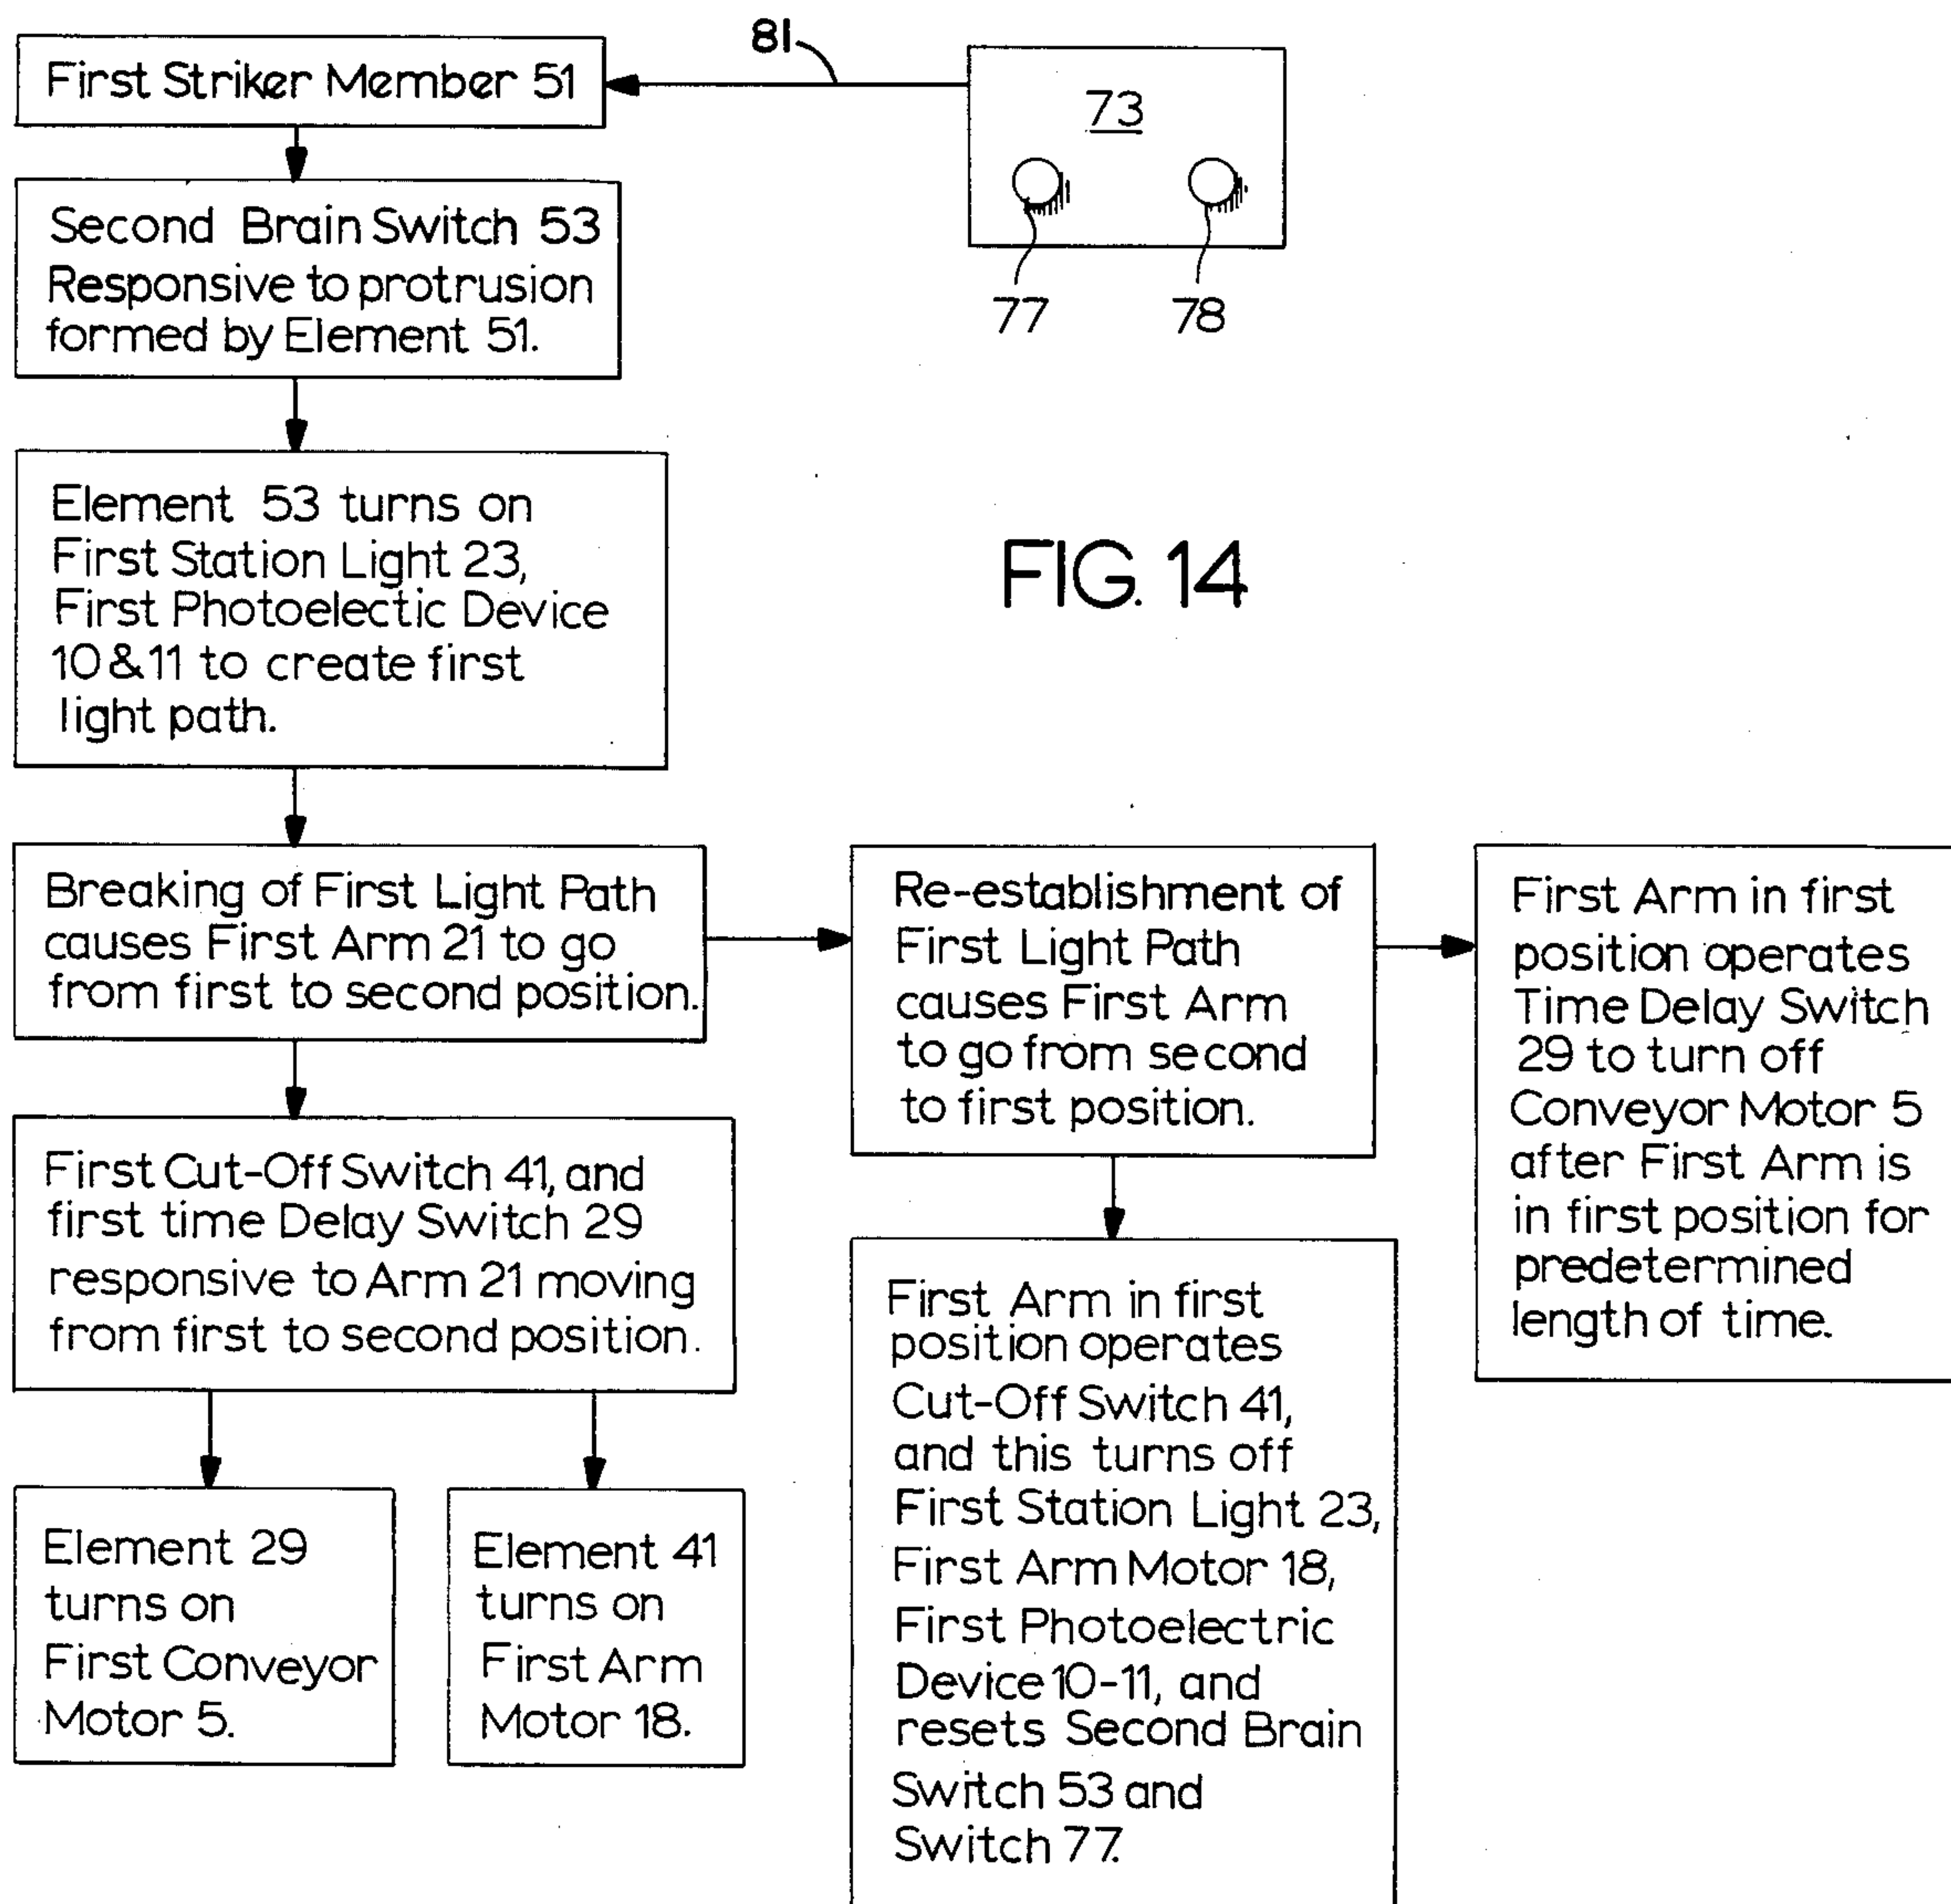 81
First Striker Member 51
73
77
78
Second Brain Switch 53
Responsive to protrusion
formed by Element 51.
Element 53 turns on
First Station Light 23,
First Photoelectic Device
10&11 to create first
light path.
FIG. 14
Breaking of First Light Path
causes First Arm 21 to go
from first to second position.
Re-establishment of
First Light Path
causes First Arm
to go from second
to first position.
First Arm in first
position operates
Time Delay Switch
29 to turn off
Conveyor Motor 5
after First Arm is
in first position for
predetermined
length of time.
First Cut-Off Switch 41, and
first time Delay Switch 29
responsive to Arm 21 moving
from first to second position.
First Arm in first
position operates
Cut-Off Switch 41,
and this turns off
First Station Light 23,
First Arm Motor 18,
First Photoelectric
Device 10-11, and
resets Second Brain
Switch 53 and
Switch 77.
Element 29
turns on
First Conveyor
Motor 5.
Element 41
turns on
First Arm
Motor 18.